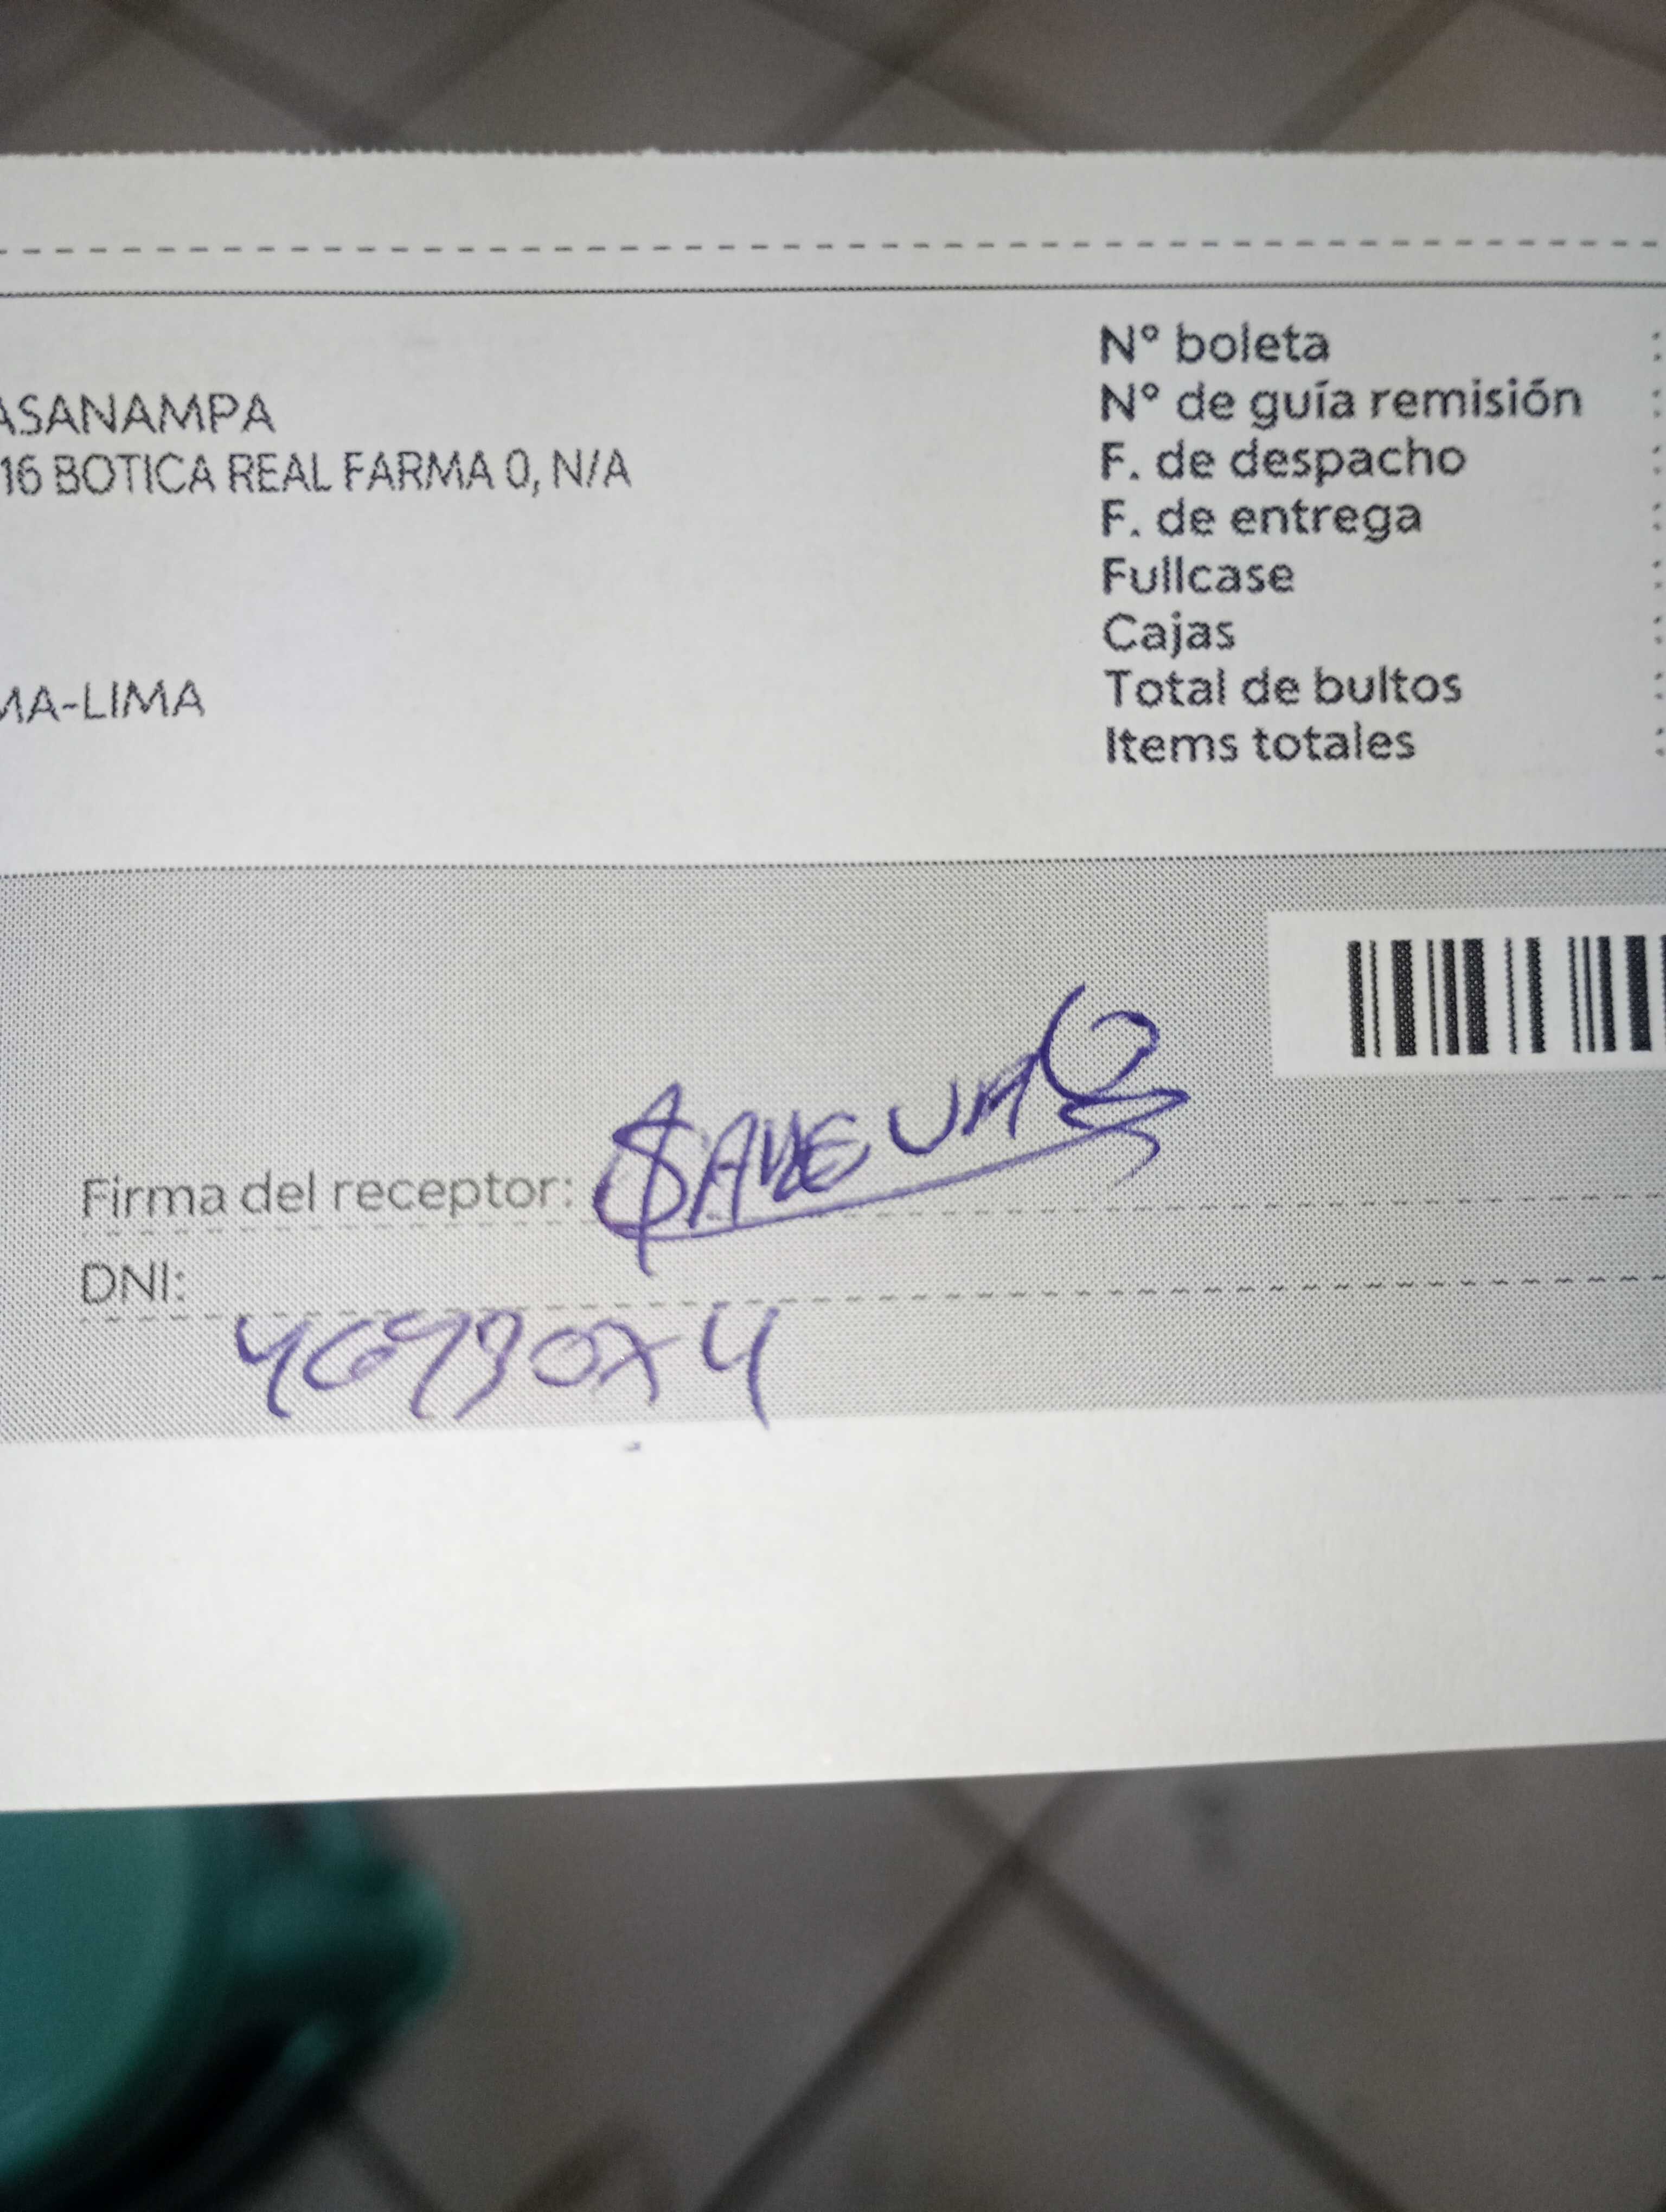 ASANAMPA
16 BOTICA REAL FARMA 0, N/A
MA-LIMA
N° boleta :
N° de guía remisión :
F. de despacho :
F. de entrega :
Fullcase :
Cajas :
Total de bultos :
Items totales :
Firma del receptor:
DNI: